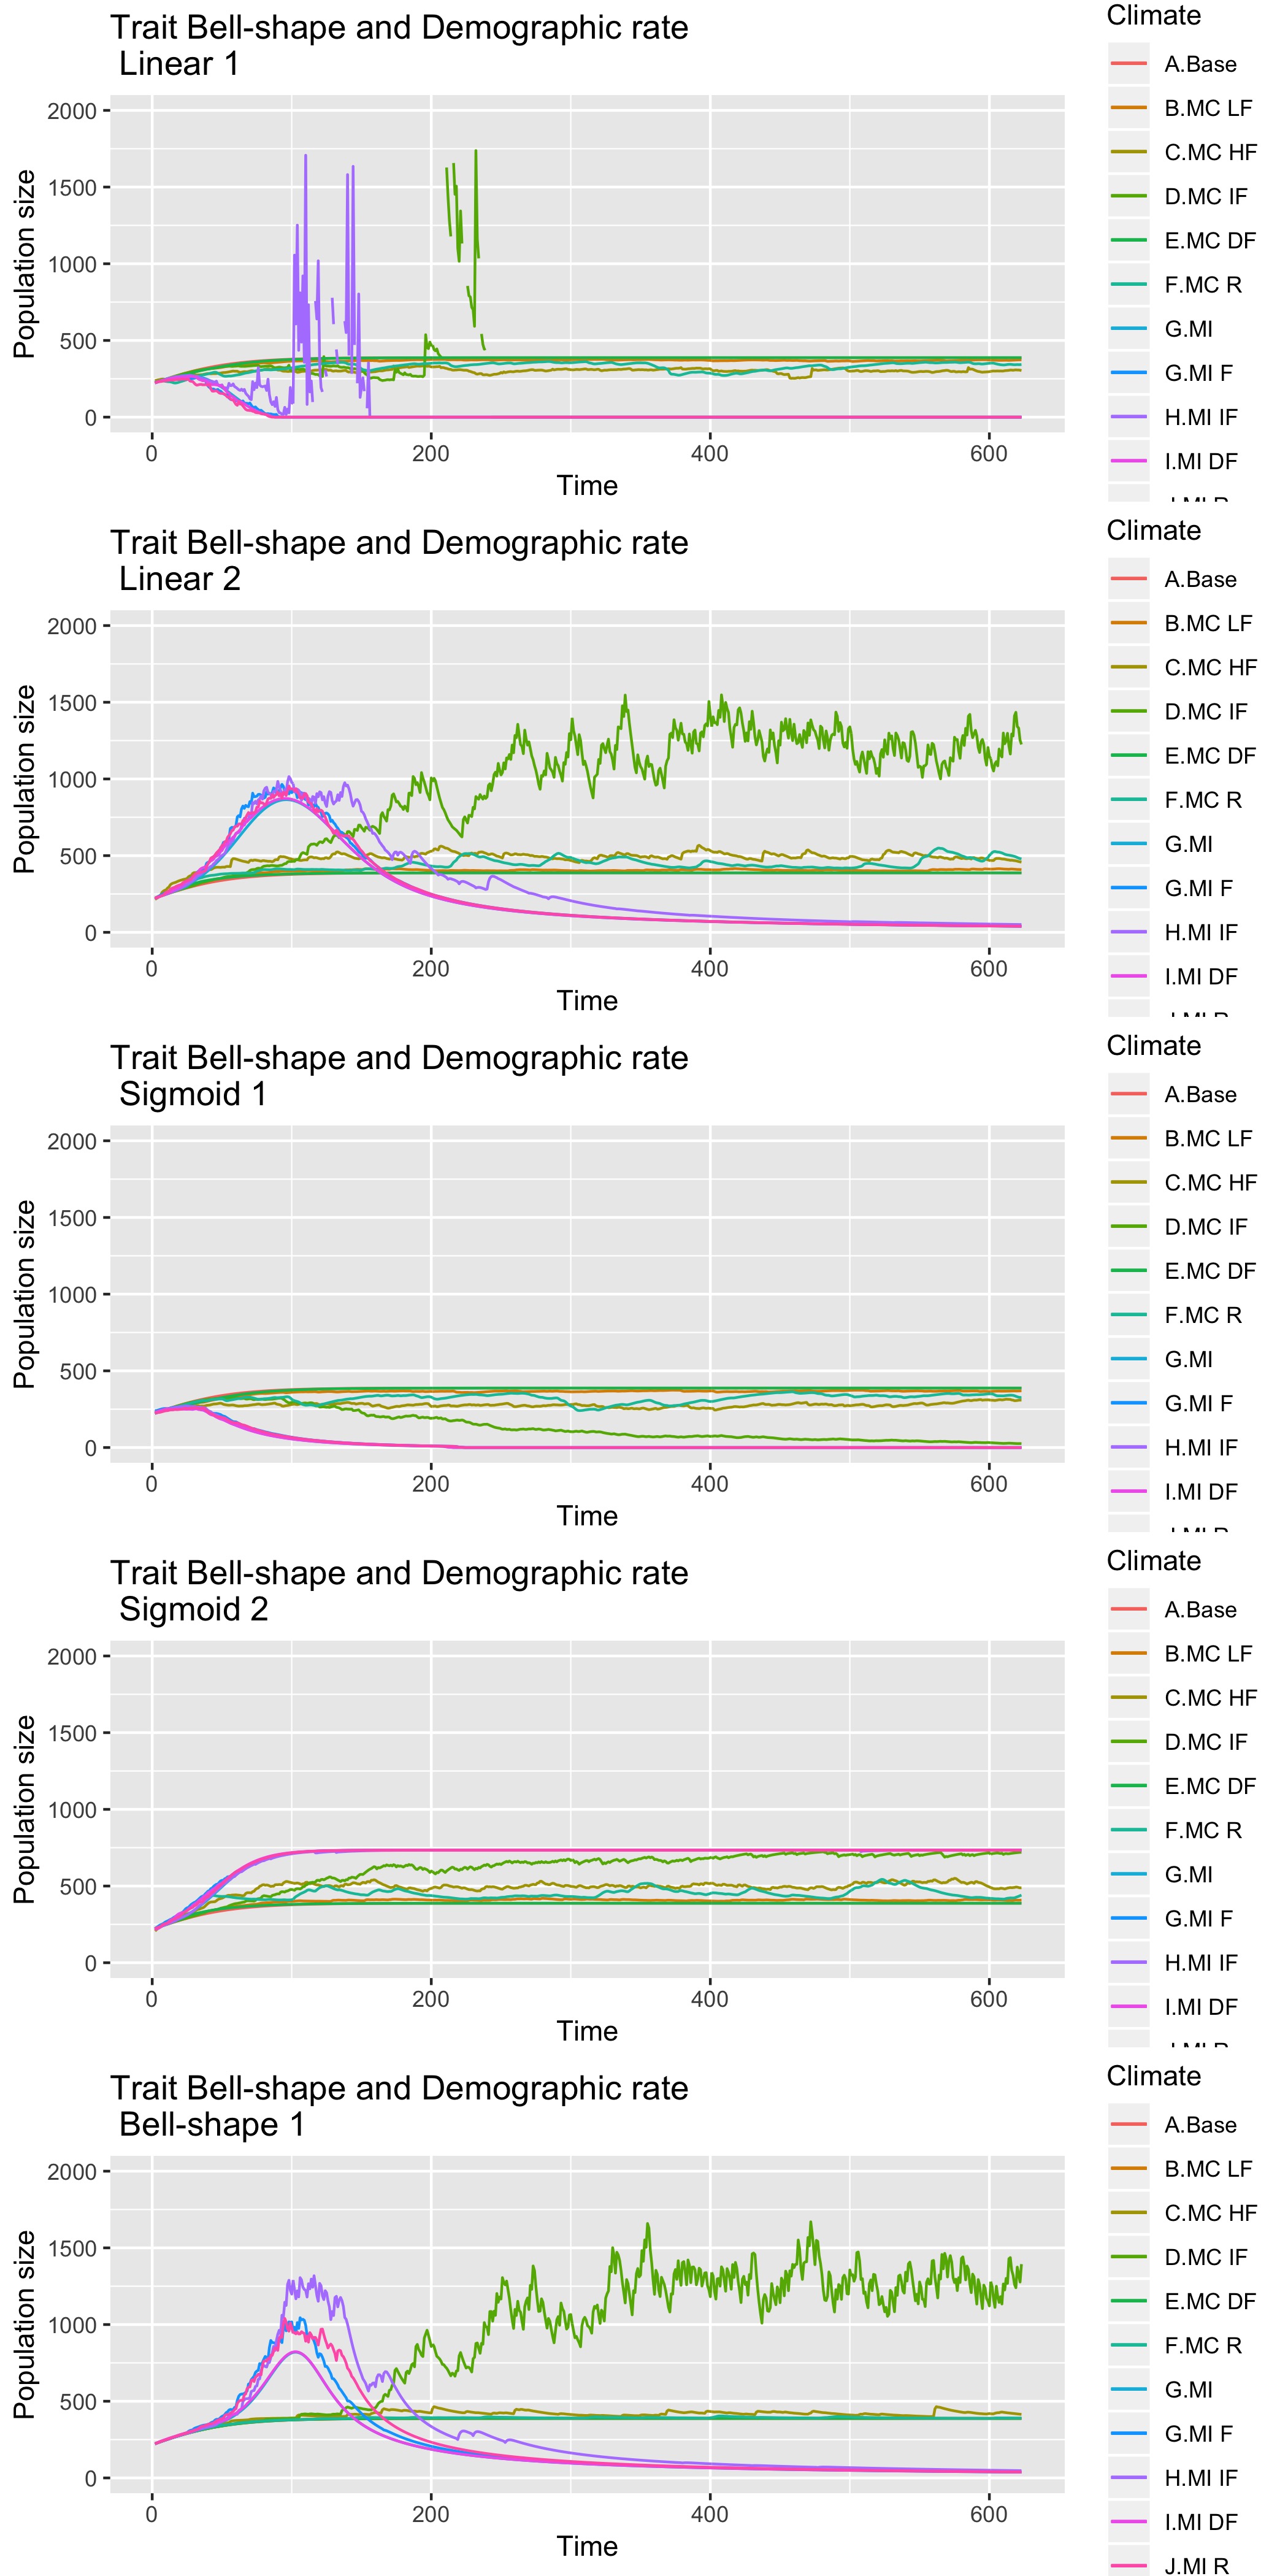 Trait Bell-shape and Demographic rate
Linear 1
Population size
2000
1500
1000
500
0
0 200 400 600
Time
Climate
A.Base
B.MC LF
C.MC HF
D.MC IF
E.MC DF
F.MC R
G.MI
G.MI F
H.MI IF
I.MI DF
Trait Bell-shape and Demographic rate
Linear 2
Population size
2000
1500
1000
500
0
0 200 400 600
Time
Climate
A.Base
B.MC LF
C.MC HF
D.MC IF
E.MC DF
F.MC R
G.MI
G.MI F
H.MI IF
I.MI DF
Trait Bell-shape and Demographic rate
Sigmoid 1
Population size
2000
1500
1000
500
0
0 200 400 600
Time
Climate
A.Base
B.MC LF
C.MC HF
D.MC IF
E.MC DF
F.MC R
G.MI
G.MI F
H.MI IF
I.MI DF
Trait Bell-shape and Demographic rate
Sigmoid 2
Population size
2000
1500
1000
500
0
0 200 400 600
Time
Climate
A.Base
B.MC LF
C.MC HF
D.MC IF
E.MC DF
F.MC R
G.MI
G.MI F
H.MI IF
I.MI DF
Trait Bell-shape and Demographic rate
Bell-shape 1
Population size
2000
1500
1000
500
0
0 200 400 600
Time
Climate
A.Base
B.MC LF
C.MC HF
D.MC IF
E.MC DF
F.MC R
G.MI
G.MI F
H.MI IF
I.MI DF
J.MI R